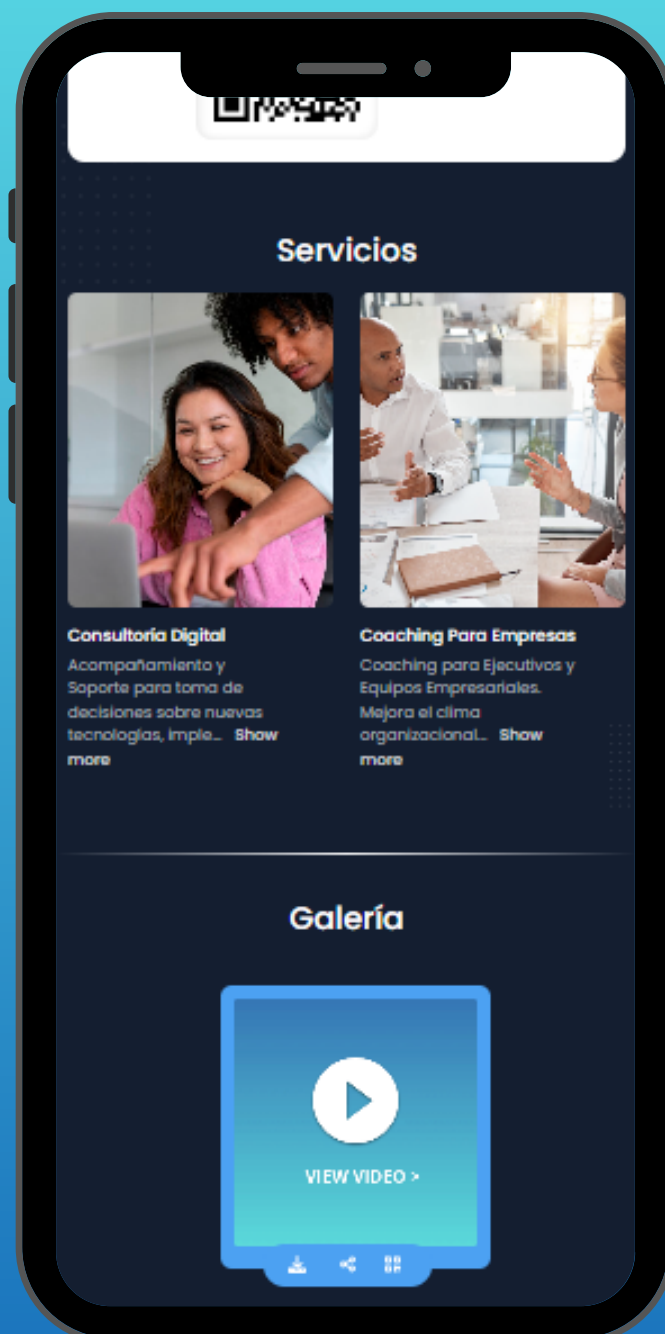 Servicios
Consultoría Digital
Acompañamiento y
Soporte para toma de
decisiones sobre nuevas
tecnologías, imple... Show
more
Coaching Para Empresas
Coaching para Ejecutivos y
Equipos Empresariales.
Mejora el clima
organizacional... Show
more
Galería
VIEW VIDEO >